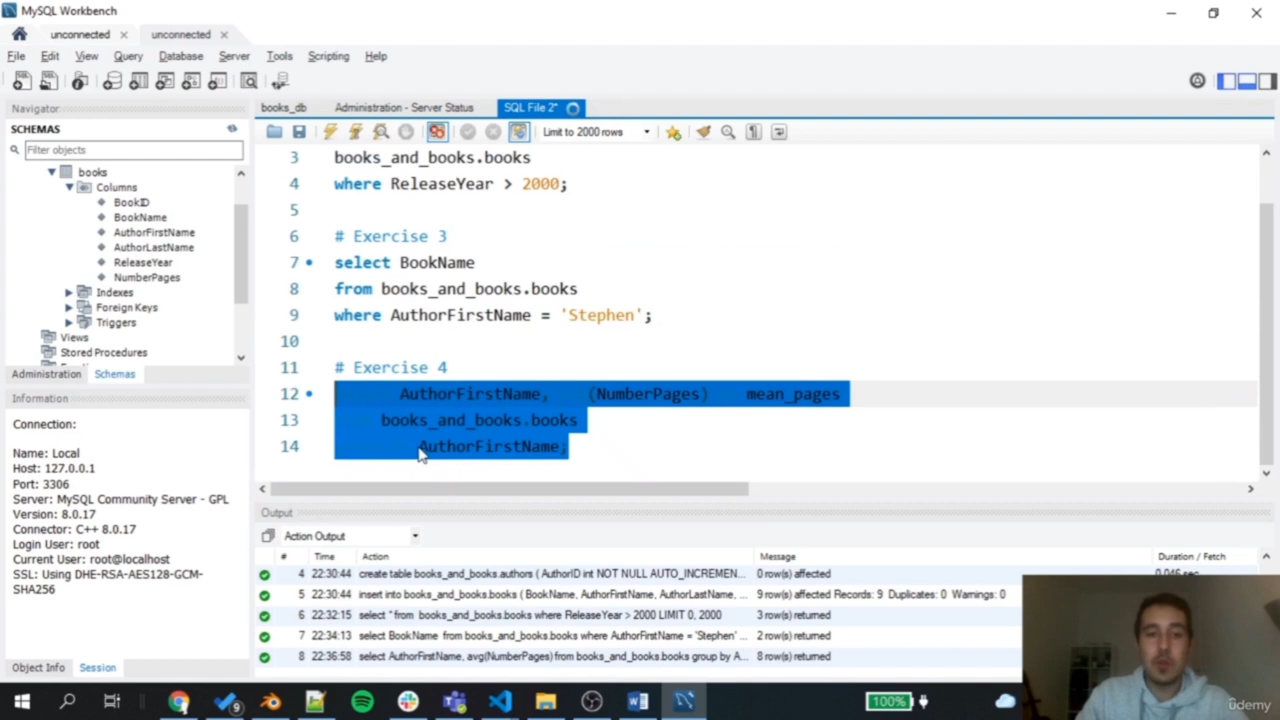 MySQL Workbench
unconnected × unconnected ×
File Edit View Query Database Server Tools Scripting Help
Navigator
SCHEMAS
Filter objects
books
Columns
BookID
BookName
AuthorFirstName
AuthorLastName
ReleaseYear
NumberPages
Indexes
Foreign Keys
Triggers
Views
Stored Procedures
Administration Schemas
Information
Connection:
Name: Local
Host: 127.0.0.1
Port: 3306
Server: MySQL Community Server - GPL
Version: 8.0.17
Connector: C++ 8.0.17
Login User: root
Current User: root@localhost
SSL: Using DHE-RSA-AES128-GCM-
SHA256
Object Info Session
books_db Administration - Server Status SQL File 2*
Limit to 2000 rows
3 books_and_books.books
4 where ReleaseYear > 2000;
5
6 # Exercise 3
7 select BookName
8 from books_and_books.books
9 where AuthorFirstName = 'Stephen';
10
11 # Exercise 4
12 AuthorFirstName, (NumberPages) mean_pages
13 books_and_books.books
14 AuthorFirstName;
Output
Action Output
# Time Action Message Duration / Fetch
4 22:30:44 create table books_and_books.authors ( AuthorID int NOT NULL AUTO_INCREMEN... 0 row(s) affected 0.046 sec
5 22:30:44 insert into books_and_books.books ( BookName, AuthorFirstName, AuthorLastName, ... 9 row(s) affected Records: 9 Duplicates: 0 Warnings: 0
6 22:32:15 select * from books_and_books.books where ReleaseYear > 2000 LIMIT 0, 2000 3 row(s) returned
7 22:34:13 select BookName from books_and_books.books where AuthorFirstName = 'Stephen' ... 2 row(s) returned
8 22:36:58 select AuthorFirstName, avg(NumberPages) from books_and_books.books group by A... 8 row(s) returned
9
100%
udemy